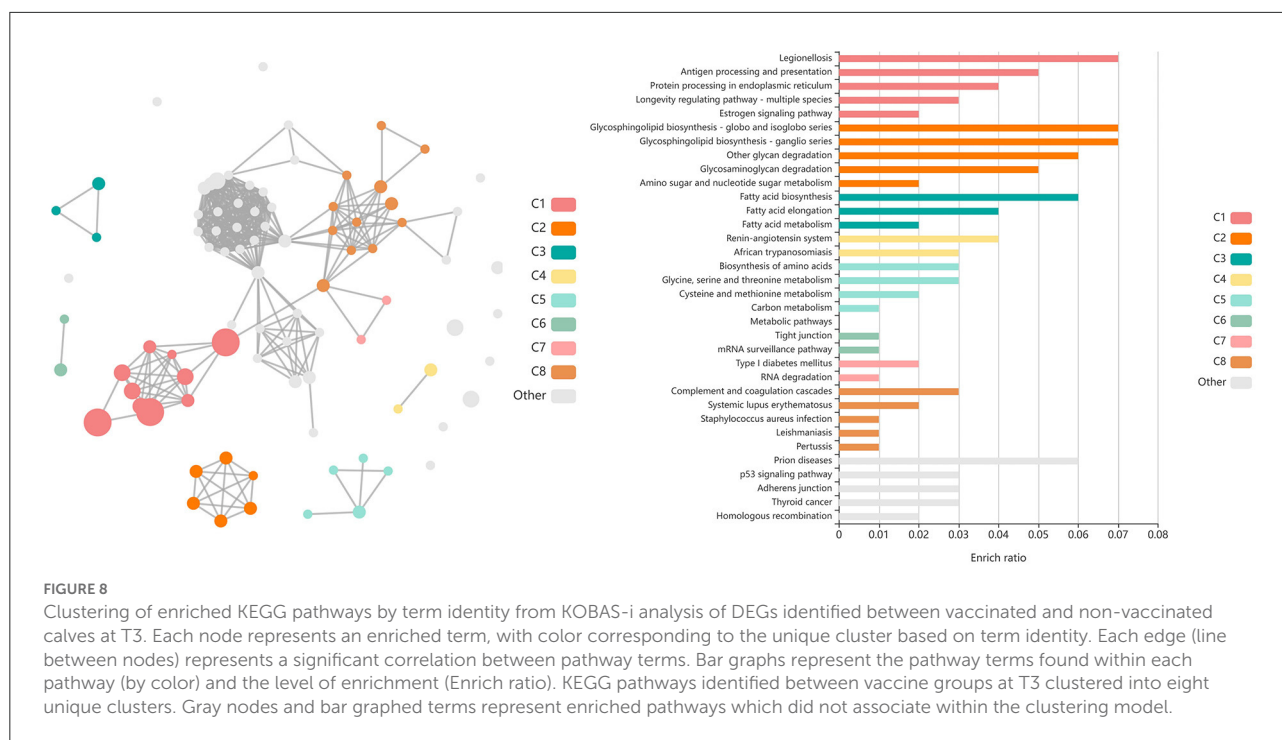 C1
C2
C3
C4
C5
C6
C7
C8
Other
Legionellosis
Antigen processing and presentation
Protein processing in endoplasmic reticulum
Longevity regulating pathway - multiple species
Estrogen signaling pathway
Glycosphingolipid biosynthesis - globo and isoglobo series
Glycosphingolipid biosynthesis - ganglio series
Other glycan degradation
Glycosaminoglycan degradation
Amino sugar and nucleotide sugar metabolism
Fatty acid biosynthesis
Fatty acid elongation
Fatty acid metabolism
Renin-angiotensin system
African trypanosomiasis
Biosynthesis of amino acids
Glycine, serine and threonine metabolism
Cysteine and methionine metabolism
Carbon metabolism
Metabolic pathways
Tight junction
mRNA surveillance pathway
Type I diabetes mellitus
RNA degradation
Complement and coagulation cascades
Systemic lupus erythematosus
Staphylococcus aureus infection
Leishmaniasis
Pertussis
Prion diseases
p53 signaling pathway
Adherens junction
Thyroid cancer
Homologous recombination
0 0.01 0.02 0.03 0.04 0.05 0.06 0.07 0.08
Enrich ratio
C1
C2
C3
C4
C5
C6
C7
C8
Other
FIGURE 8
Clustering of enriched KEGG pathways by term identity from KOBAS-i analysis of DEGs identified between vaccinated and non-vaccinated
calves at T3. Each node represents an enriched term, with color corresponding to the unique cluster based on term identity. Each edge (line
between nodes) represents a significant correlation between pathway terms. Bar graphs represent the pathway terms found within each
pathway (by color) and the level of enrichment (Enrich ratio). KEGG pathways identified between vaccine groups at T3 clustered into eight
unique clusters. Gray nodes and bar graphed terms represent enriched pathways which did not associate within the clustering model.